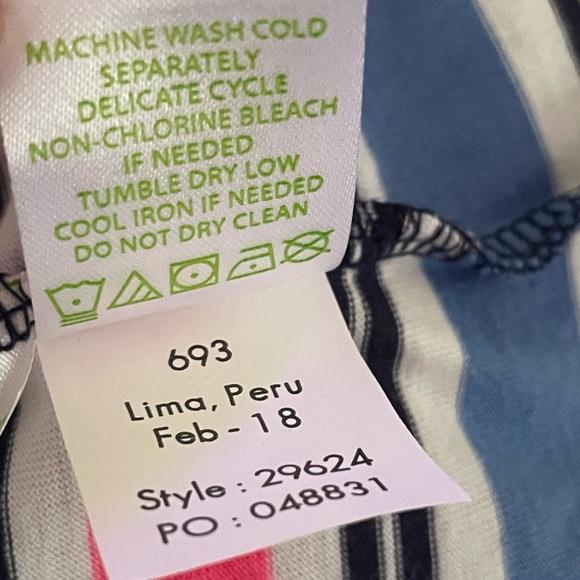 MACHINE WASH COLD
SEPARATELY
DELICATE CYCLE
NON-CHLORINE BLEACH
IF NEEDED
TUMBLE DRY LOW
COOL IRON IF NEEDED
DO NOT DRY CLEAN
693
Lima, Peru
Feb - 18
Style : 29624
PO : 048831